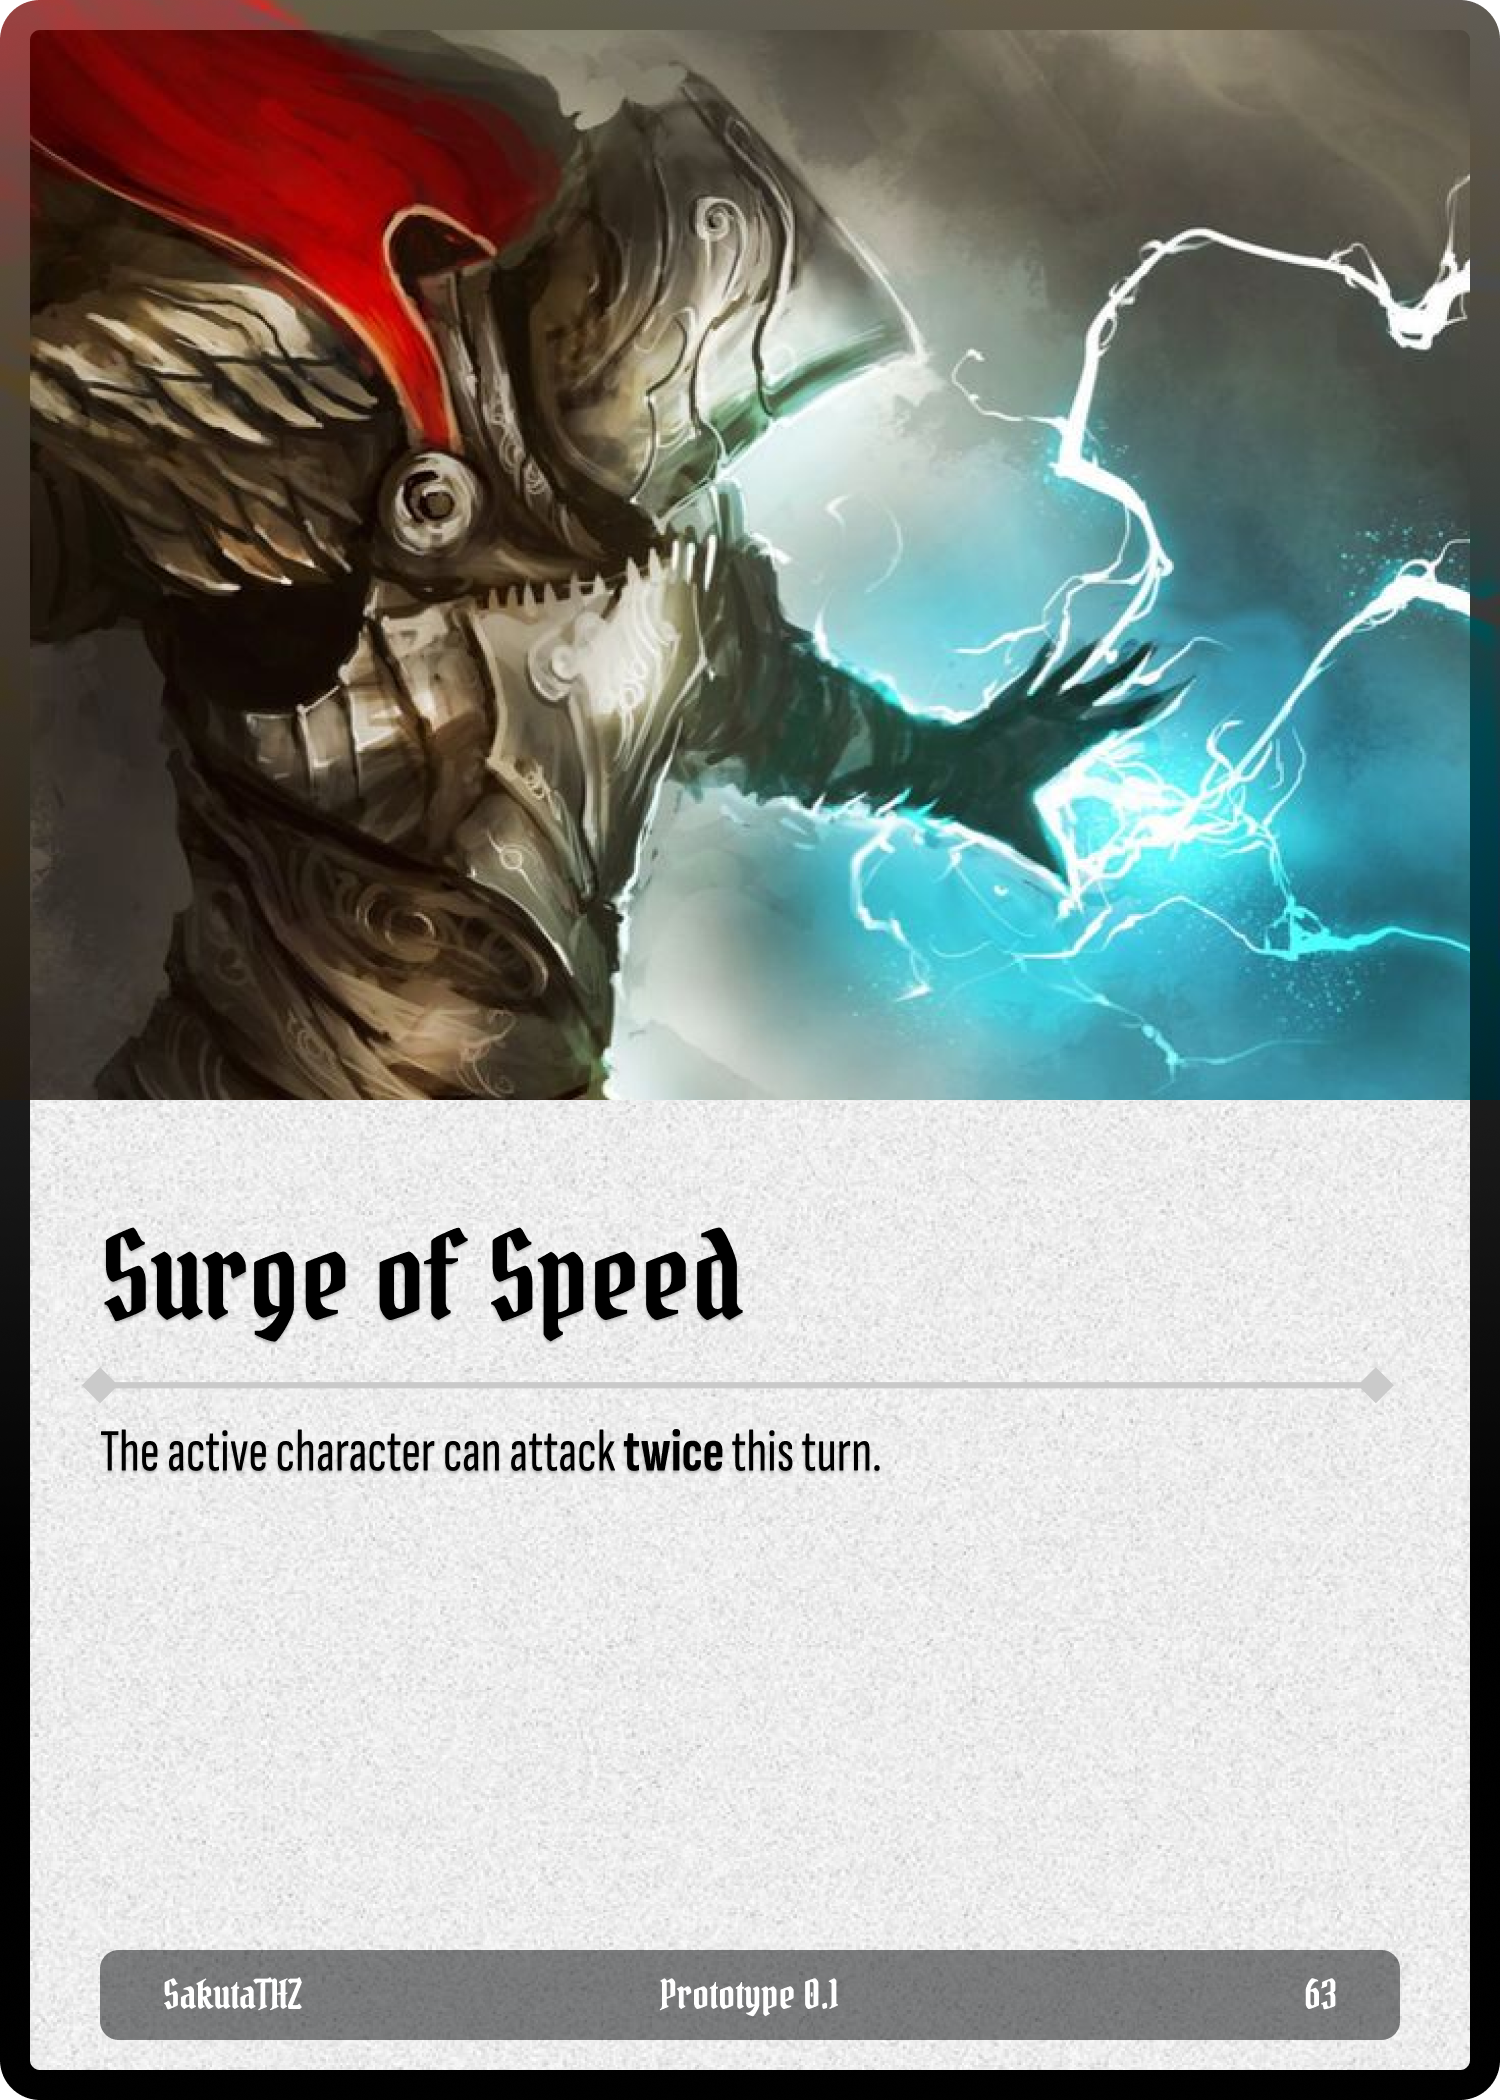 Surge of Speed
The active character can attack twice this turn.
SakutaTHZ Prototype 0.1 63